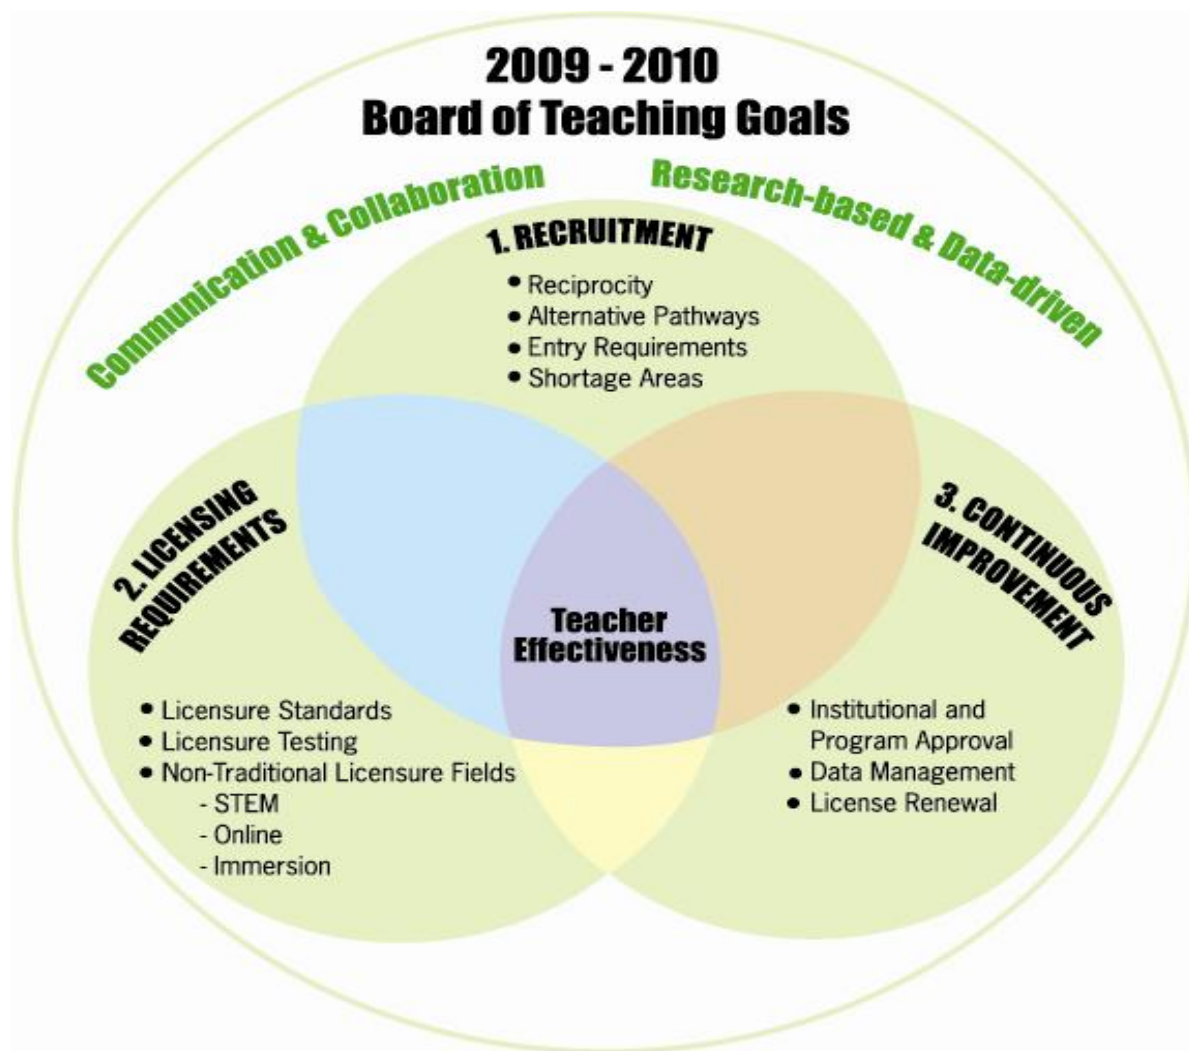 2009 - 2010
Board of Teaching Goals
Communication & Collaboration
Research-based & Data-driven
1. RECRUITMENT
• Reciprocity
• Alternative Pathways
• Entry Requirements
• Shortage Areas
2. LICENSING
REQUIREMENTS
3. CONTINUOUS
IMPROVEMENT
Teacher
Effectiveness
• Licensure Standards
• Licensure Testing
• Non-Traditional Licensure Fields
- STEM
- Online
- Immersion
• Institutional and
Program Approval
• Data Management
• License Renewal